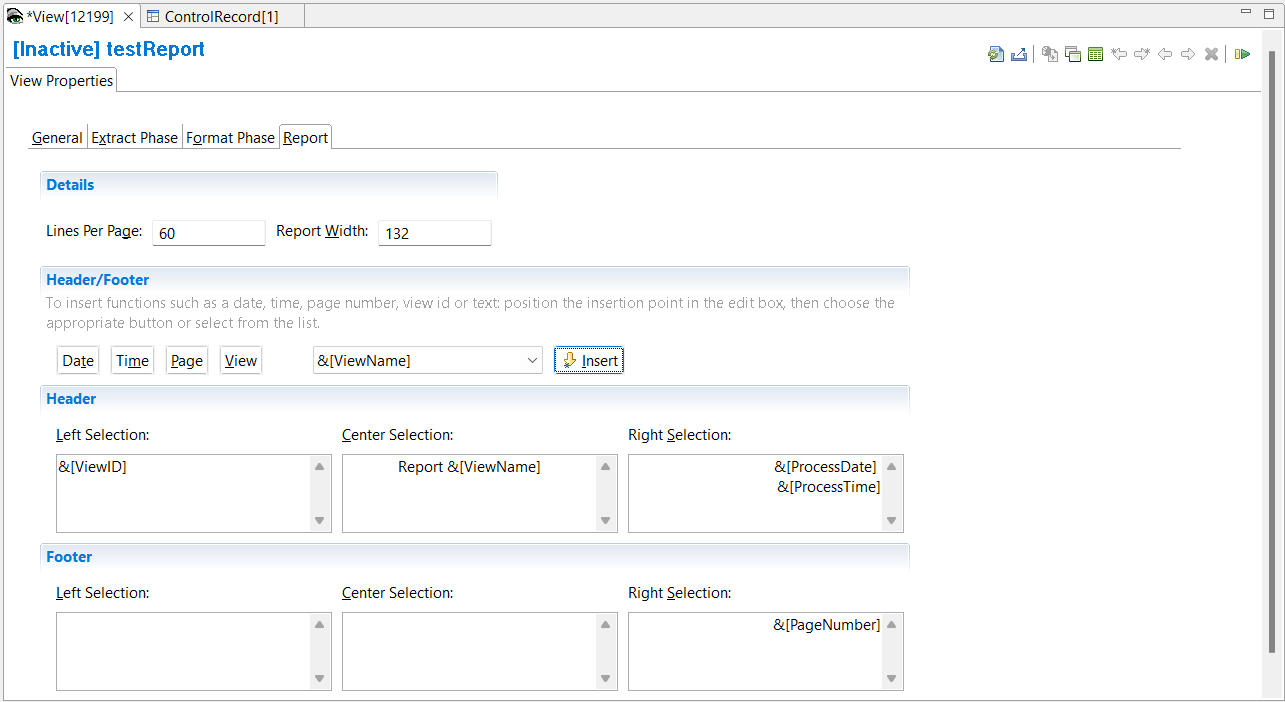 *View[12199]
ControlRecord[1]
[Inactive] testReport
View Properties
General
Extract Phase
Format Phase
Report
Details
Lines Per Page: 60 Report Width: 132
Header/Footer
To insert functions such as a date, time, page number, view id or text: position the insertion point in the edit box, then choose the
appropriate button or select from the list.
Date Time Page View &[ViewName] Insert
Header
Left Selection: Center Selection: Right Selection:
&[ViewID] Report &[ViewName] &[ProcessDate]
&[ProcessTime]
Footer
Left Selection: Center Selection: Right Selection:
&[PageNumber]